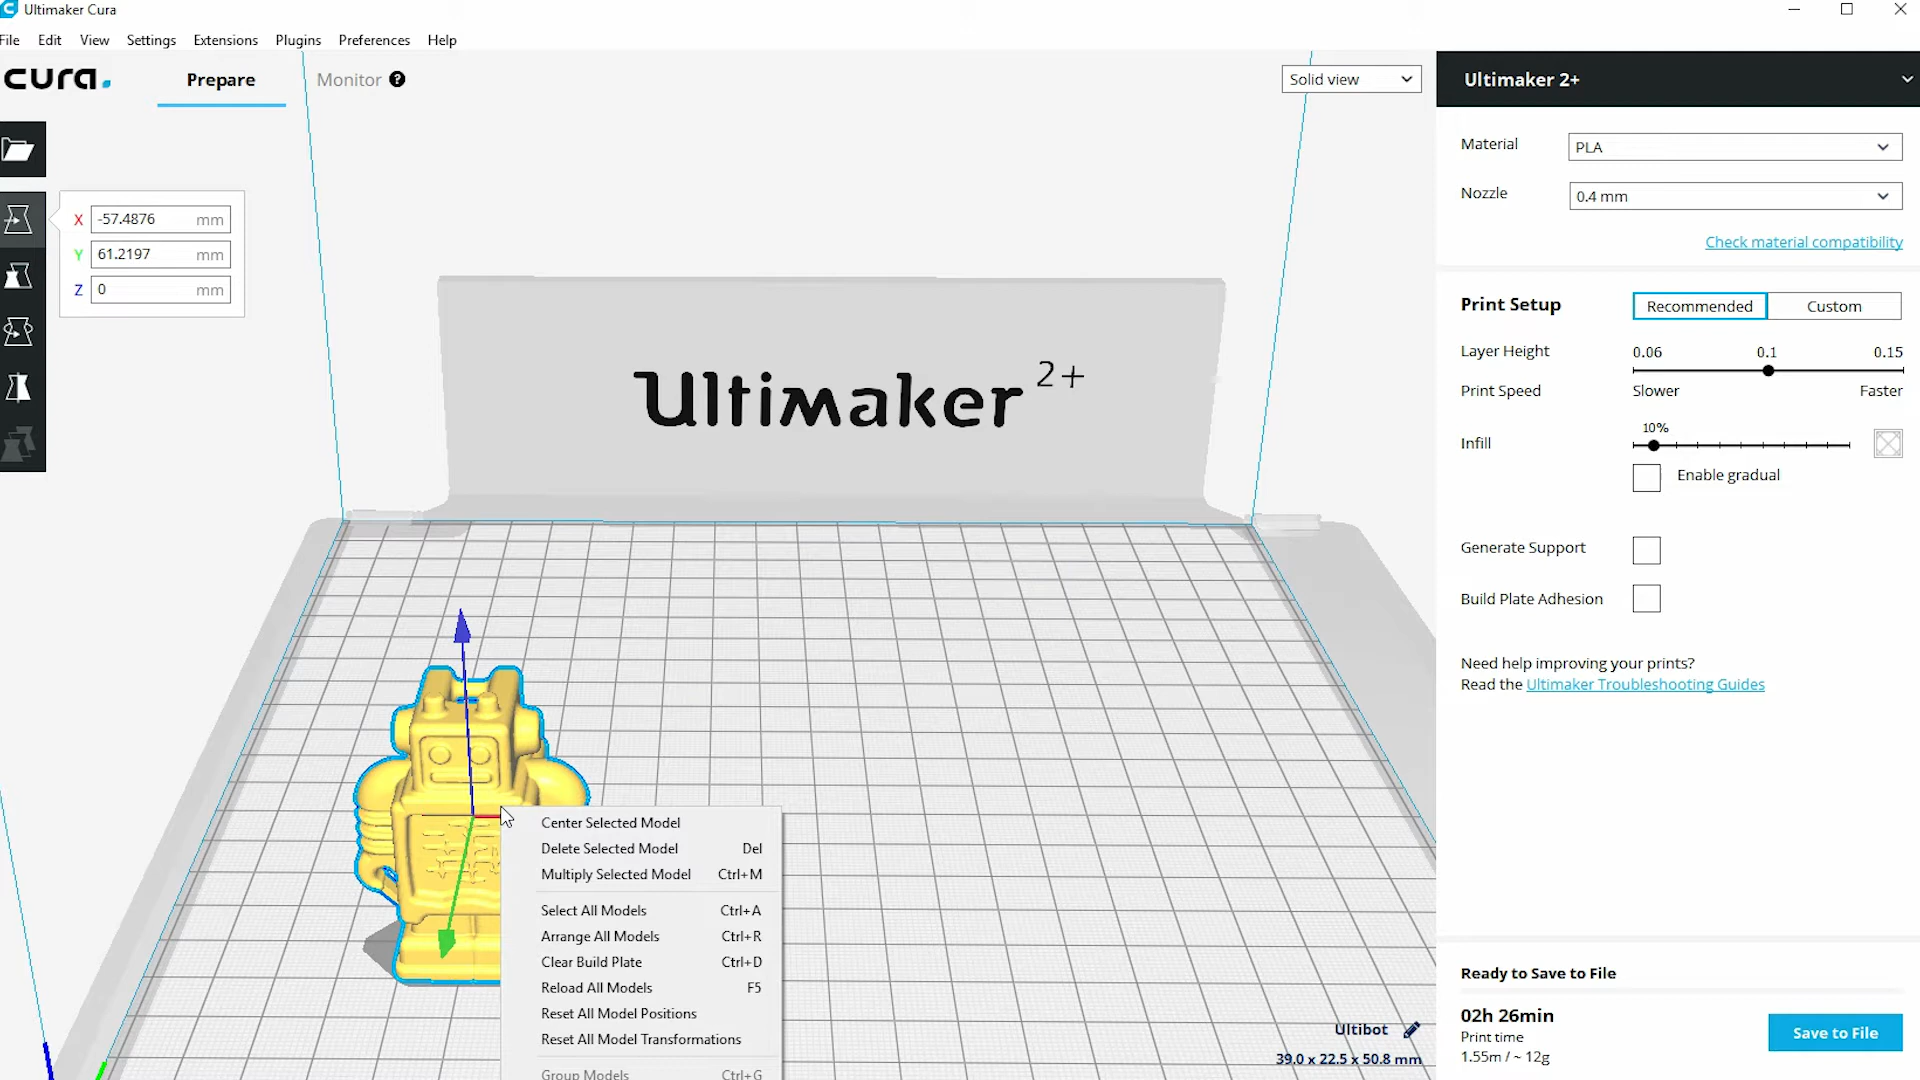 Ultimaker Cura
File Edit View Settings Extensions Plugins Preferences Help
cura.
Prepare
Monitor ?
Solid view
Ultimaker 2+
X -57.4876 mm
Y 61.2197 mm
Z 0 mm
Ultimaker 2+
Material PLA
Nozzle 0.4 mm
Check material compatibility
Print Setup Recommended Custom
Layer Height 0.06 0.1 0.15
Print Speed Slower Faster
10%
Infill
Enable gradual
Generate Support
Build Plate Adhesion
Need help improving your prints?
Read the Ultimaker Troubleshooting Guides
Center Selected Model
Delete Selected Model Del
Multiply Selected Model Ctrl+M
Select All Models Ctrl+A
Arrange All Models Ctrl+R
Clear Build Plate Ctrl+D
Reload All Models F5
Reset All Model Positions
Reset All Model Transformations
Group Models Ctrl+G
Ultibot
39.0 x 22.5 x 50.8 mm
Ready to Save to File
02h 26min
Print time
1.55m / ~ 12g
Save to File